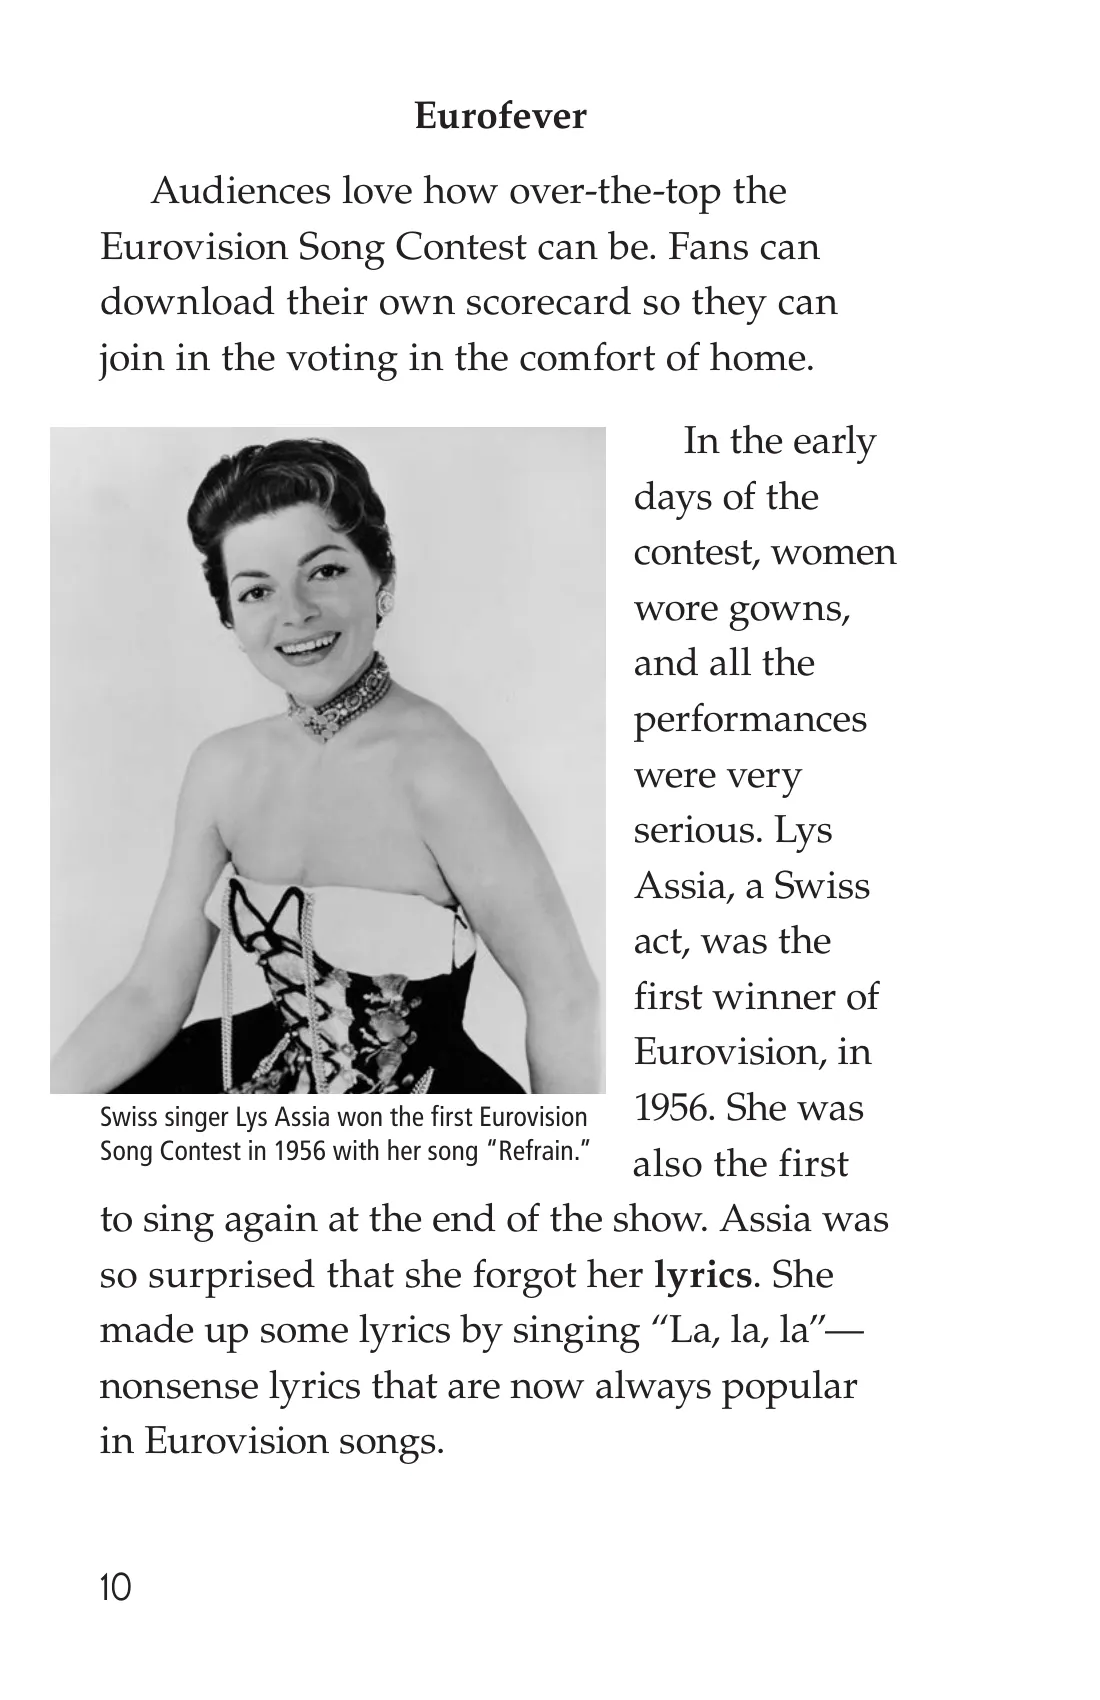 Eurofever
Audiences love how over-the-top the
Eurovision Song Contest can be. Fans can
download their own scorecard so they can
join in the voting in the comfort of home.
In the early
days of the
contest, women
wore gowns,
and all the
performances
were very
serious. Lys
Assia, a Swiss
act, was the
first winner of
Eurovision, in
1956. She was
also the first
to sing again at the end of the show. Assia was
so surprised that she forgot her lyrics. She
made up some lyrics by singing “La, la, la”—
nonsense lyrics that are now always popular
in Eurovision songs.
Swiss singer Lys Assia won the first Eurovision
Song Contest in 1956 with her song “Refrain.”
10